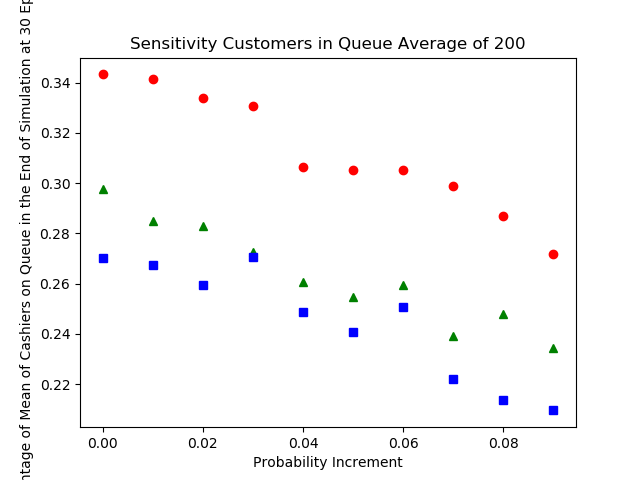 Sensitivity Customers in Queue Average of 200
of Mean of Cashiers on Queue in the End of Simulation at 30
0.34
0.32
0.30
0.28
0.26
0.24
0.22
0.00 0.02 0.04 0.06 0.08
Probability Increment